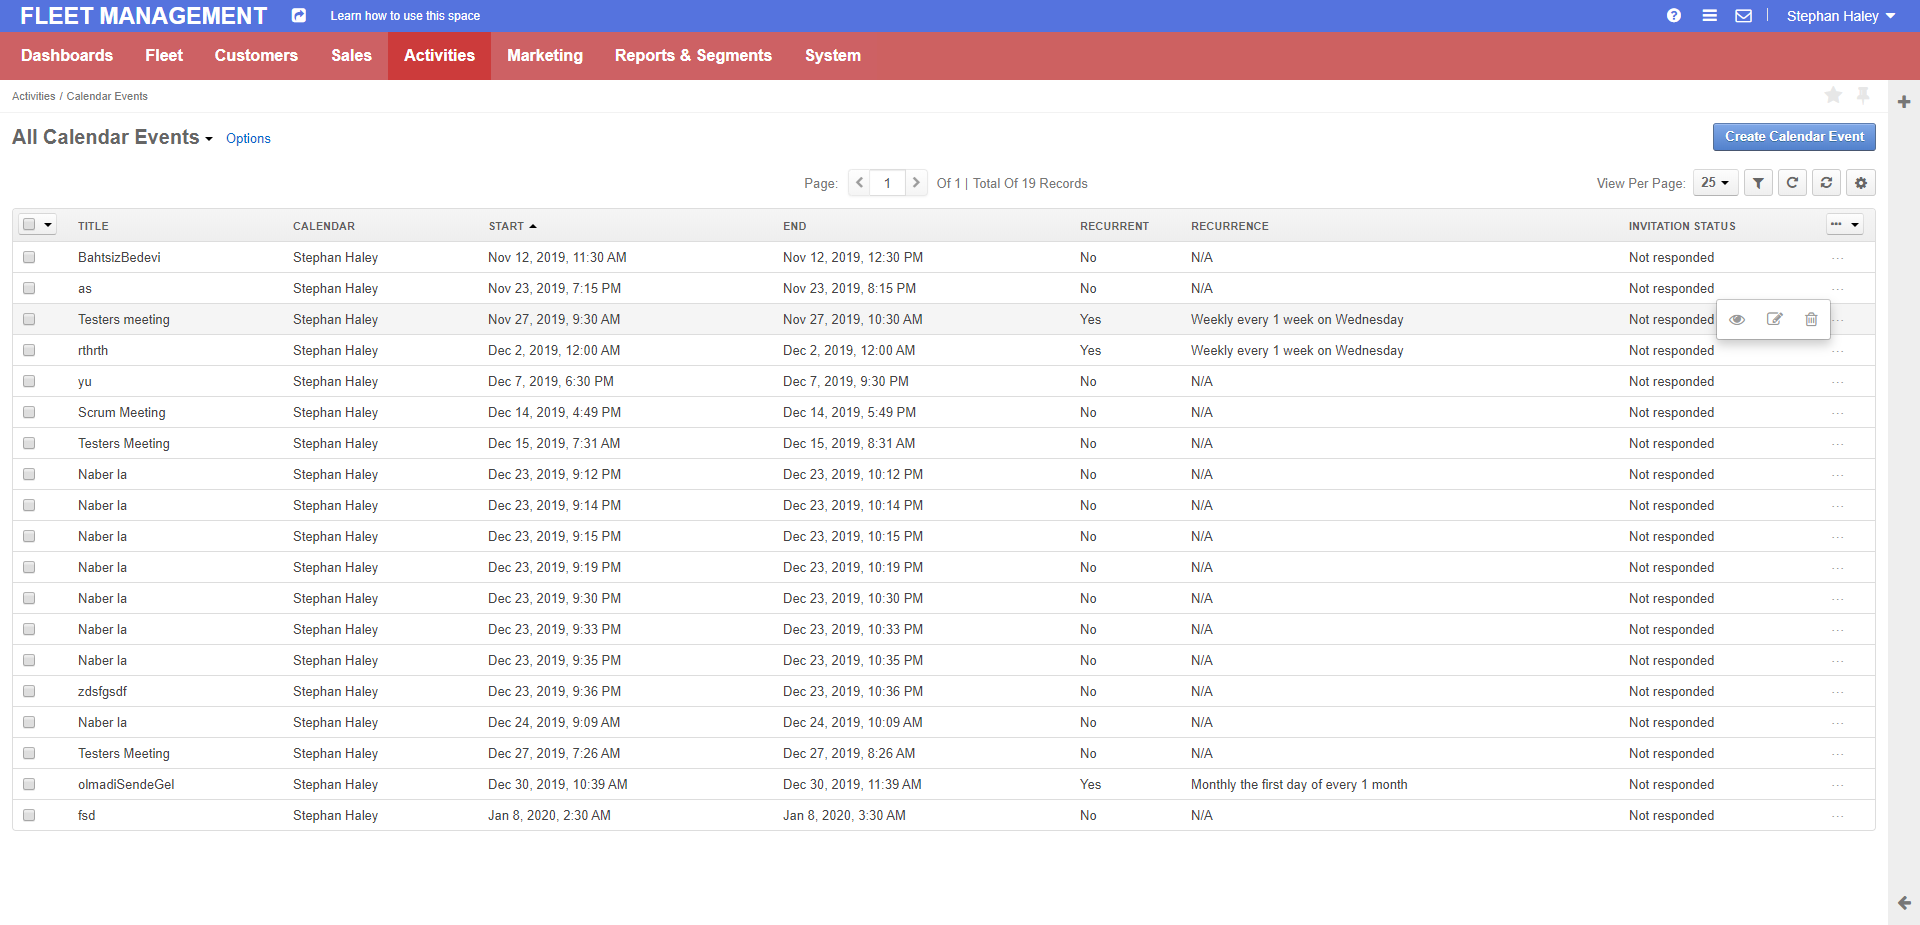 FLEET MANAGEMENT Learn how to use this space Stephan Haley
Dashboards Fleet Customers Sales Activities Marketing Reports & Segments System
Activities / Calendar Events
All Calendar Events Options Create Calendar Event
Page: 1 Of 1 | Total Of 19 Records View Per Page: 25
TITLE CALENDAR START END RECURRENT RECURRENCE INVITATION STATUS
BahtsizBedevi Stephan Haley Nov 12, 2019, 11:30 AM Nov 12, 2019, 12:30 PM No N/A Not responded
as Stephan Haley Nov 23, 2019, 7:15 PM Nov 23, 2019, 8:15 PM No N/A Not responded
Testers meeting Stephan Haley Nov 27, 2019, 9:30 AM Nov 27, 2019, 10:30 AM Yes Weekly every 1 week on Wednesday Not responded
rthrth Stephan Haley Dec 2, 2019, 12:00 AM Dec 2, 2019, 12:00 AM Yes Weekly every 1 week on Wednesday Not responded
yu Stephan Haley Dec 7, 2019, 6:30 PM Dec 7, 2019, 9:30 PM No N/A Not responded
Scrum Meeting Stephan Haley Dec 14, 2019, 4:49 PM Dec 14, 2019, 5:49 PM No N/A Not responded
Testers Meeting Stephan Haley Dec 15, 2019, 7:31 AM Dec 15, 2019, 8:31 AM No N/A Not responded
Naber la Stephan Haley Dec 23, 2019, 9:12 PM Dec 23, 2019, 10:12 PM No N/A Not responded
Naber la Stephan Haley Dec 23, 2019, 9:14 PM Dec 23, 2019, 10:14 PM No N/A Not responded
Naber la Stephan Haley Dec 23, 2019, 9:15 PM Dec 23, 2019, 10:15 PM No N/A Not responded
Naber la Stephan Haley Dec 23, 2019, 9:19 PM Dec 23, 2019, 10:19 PM No N/A Not responded
Naber la Stephan Haley Dec 23, 2019, 9:30 PM Dec 23, 2019, 10:30 PM No N/A Not responded
Naber la Stephan Haley Dec 23, 2019, 9:33 PM Dec 23, 2019, 10:33 PM No N/A Not responded
Naber la Stephan Haley Dec 23, 2019, 9:35 PM Dec 23, 2019, 10:35 PM No N/A Not responded
zdsfgsdf Stephan Haley Dec 23, 2019, 9:36 PM Dec 23, 2019, 10:36 PM No N/A Not responded
Naber la Stephan Haley Dec 24, 2019, 9:09 AM Dec 24, 2019, 10:09 AM No N/A Not responded
Testers Meeting Stephan Haley Dec 27, 2019, 7:26 AM Dec 27, 2019, 8:26 AM No N/A Not responded
olmadiSendeGel Stephan Haley Dec 30, 2019, 10:39 AM Dec 30, 2019, 11:39 AM Yes Monthly the first day of every 1 month Not responded
fsd Stephan Haley Jan 8, 2020, 2:30 AM Jan 8, 2020, 3:30 AM No N/A Not responded